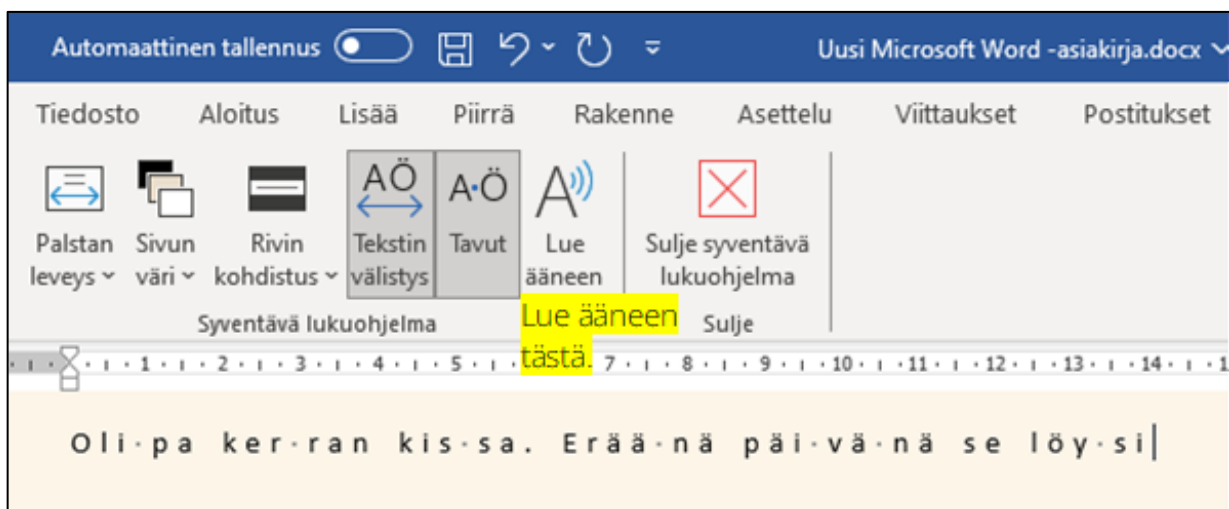 Automaattinen tallennus Uusi Microsoft Word -asiakirja.docx
Tiedosto Aloitus Lisää Piirrä Rakenne Asettelu Viittaukset Postitukset
AÖ A·Ö A
Palstan Sivun Rivin Tekstin Tavut Lue Sulje syventävä
leveys väri kohdistus välistys ääneen lukuohjelma
Syventävä lukuohjelma Lue ääneen Sulje
tästä.
1 2 3 4 5 7 8 9 10 11 12 13 14 1
Oli·pa ker·ran kis·sa. Erää·nä päi·vä·nä se löy·si